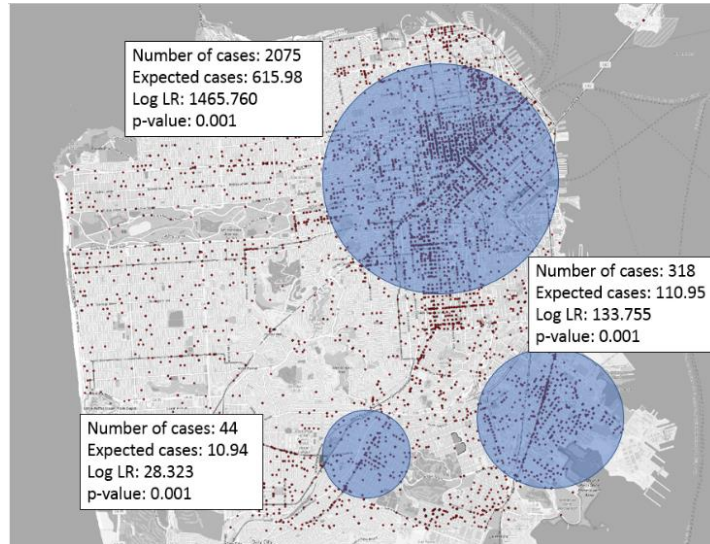 Number of cases: 2075
Expected cases: 615.98
Log LR: 1465.760
p-value: 0.001
Number of cases: 318
Expected cases: 110.95
Log LR: 133.755
p-value: 0.001
Number of cases: 44
Expected cases: 10.94
Log LR: 28.323
p-value: 0.001